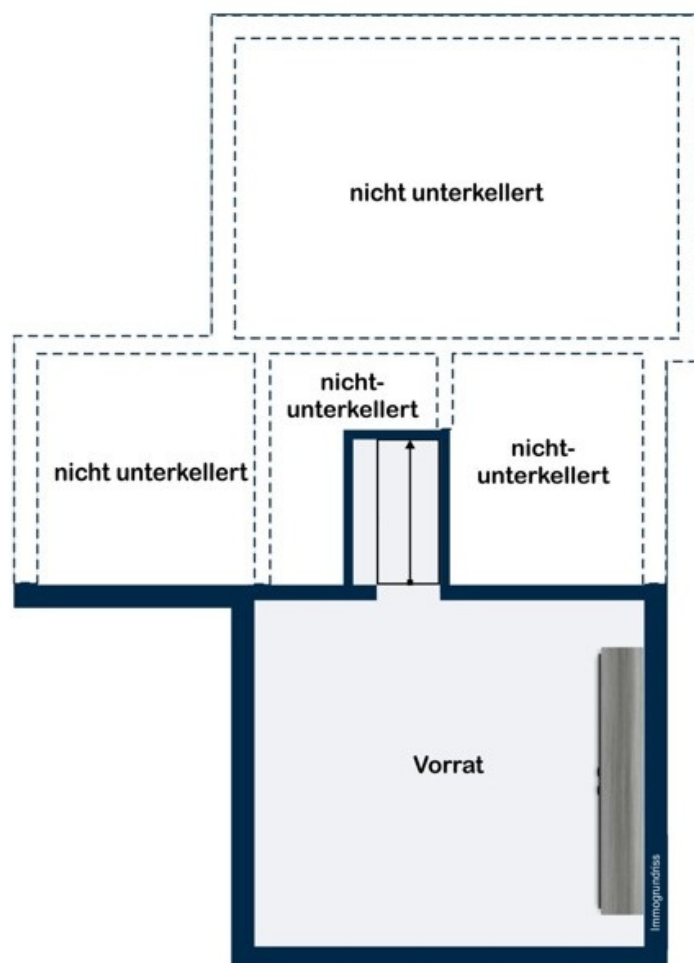 nicht unterkellert
nicht-
unterkellert
nicht unterkellert
nicht-
unterkellert
Vorrat
Immogrundriss